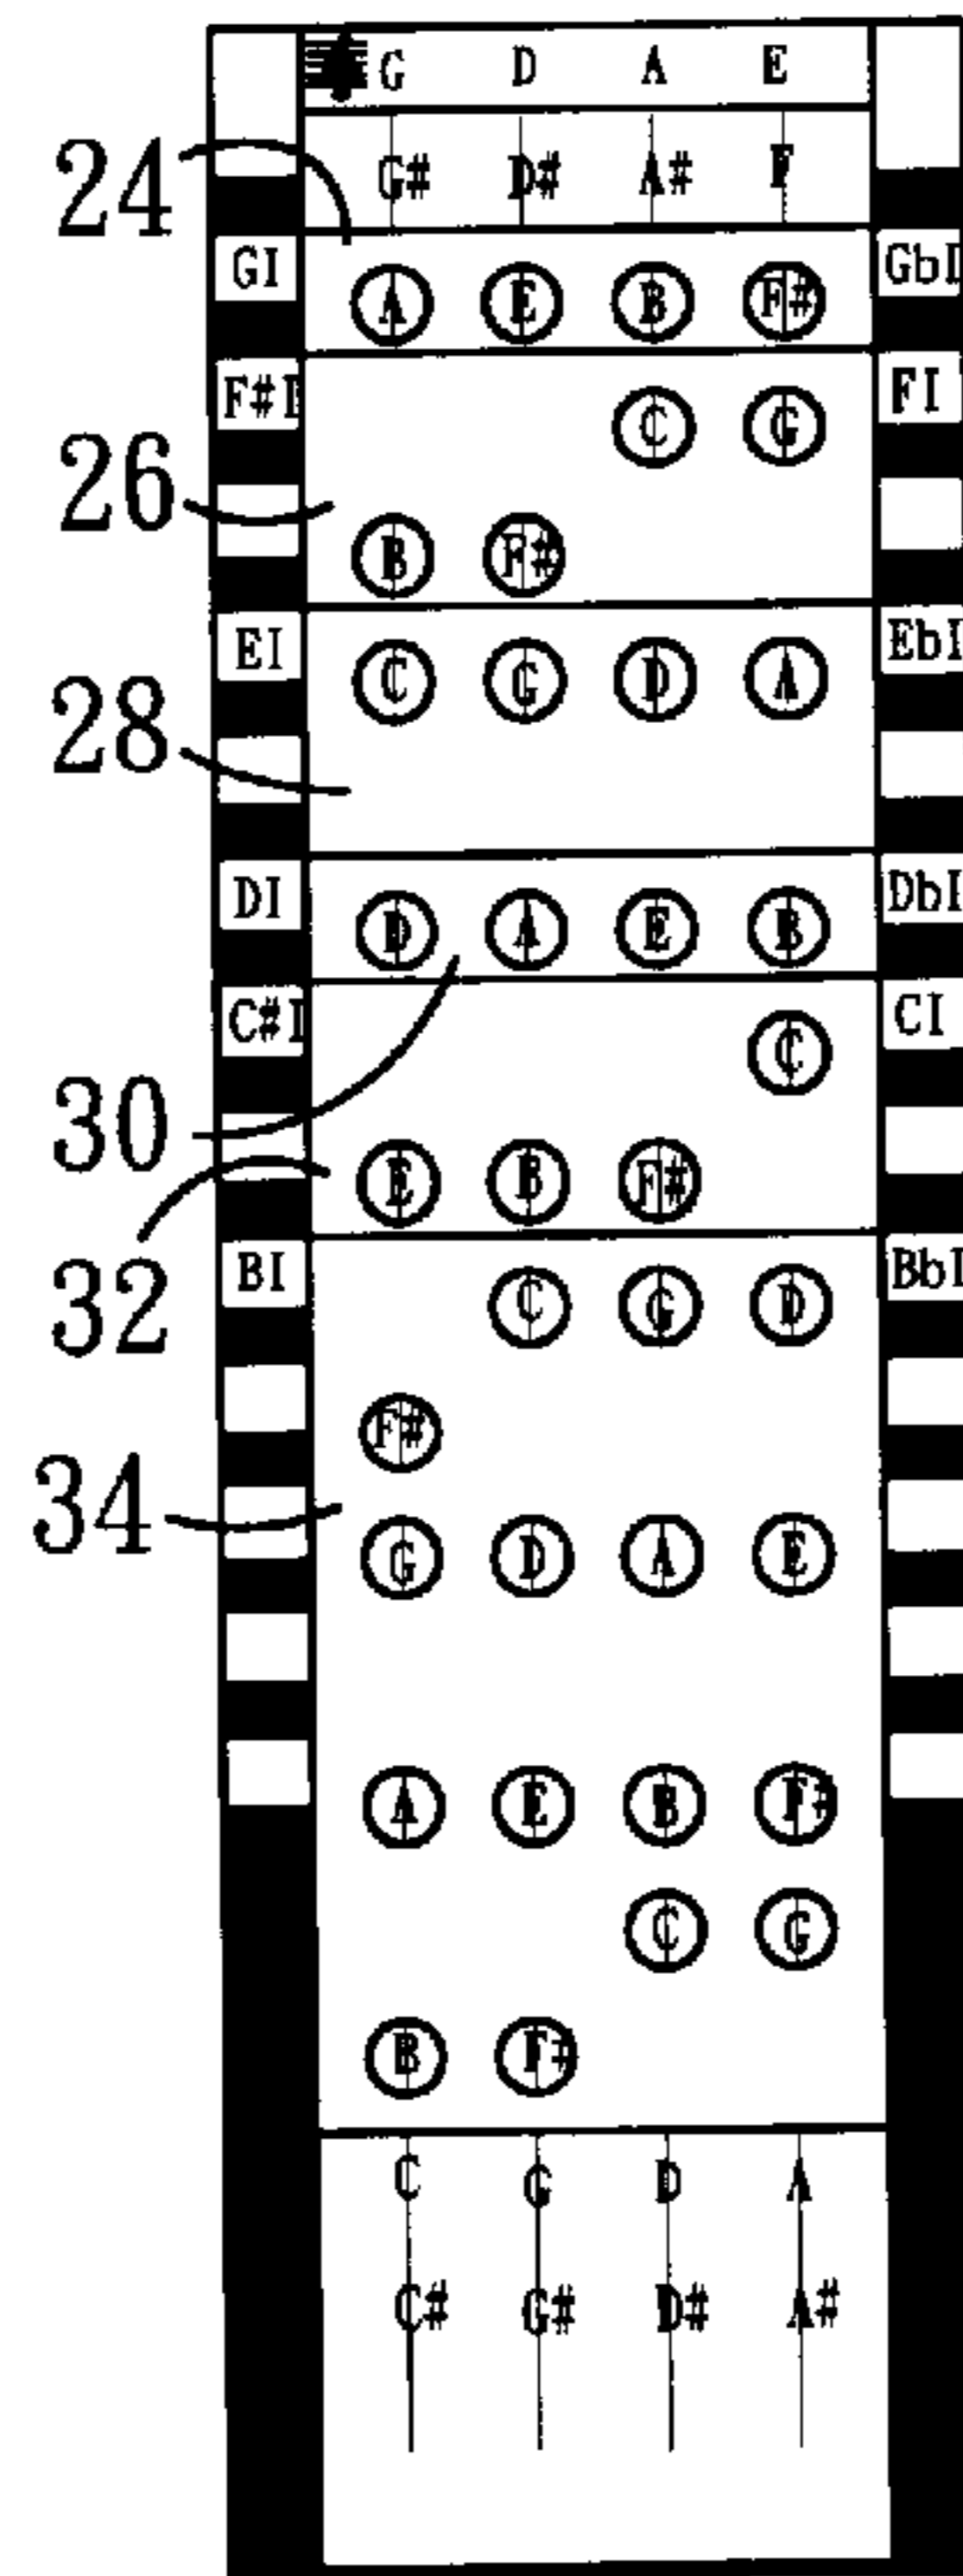 G D A E
24 G# D# A# F
GI A E B F# GbI
F#I C G FI
26 B F#
EI C G D A EbI
28
DI D A E B DbI
C#I C CI
30 E B F#
32 BI C G D BbI
F#
34 G D A E
A E B F#
C G
B F#
C G D A
C# G# D# A#